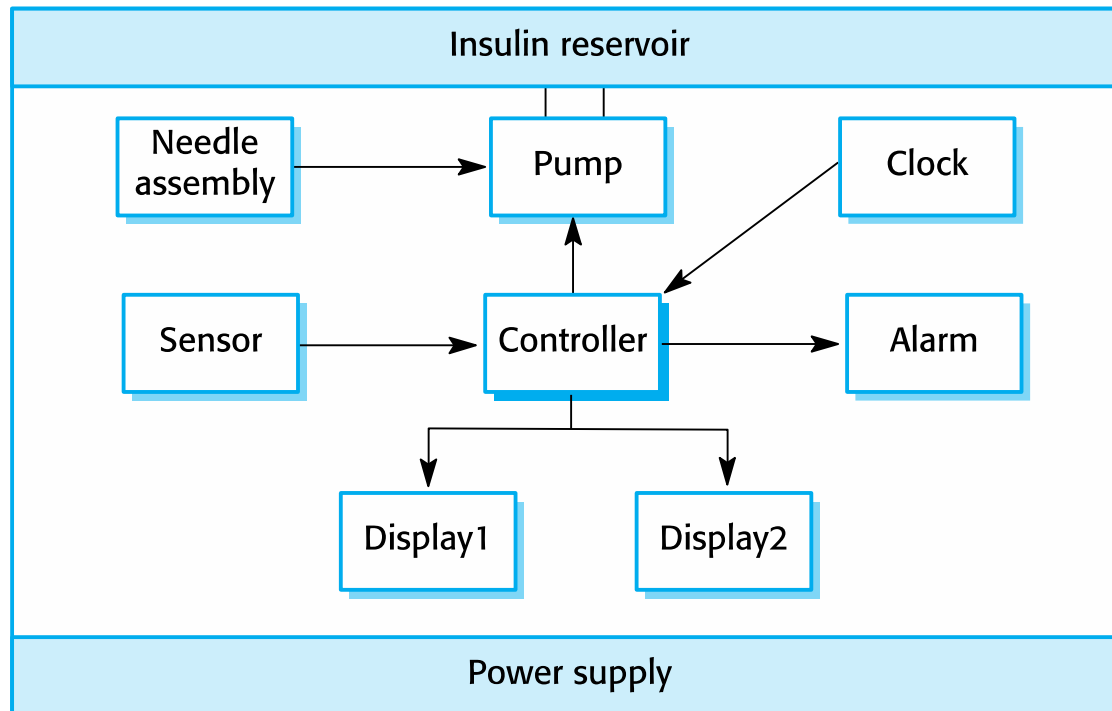 Insulin reservoir
Needle
assembly
Pump
Clock
Sensor
Controller
Alarm
Display1
Display2
Power supply